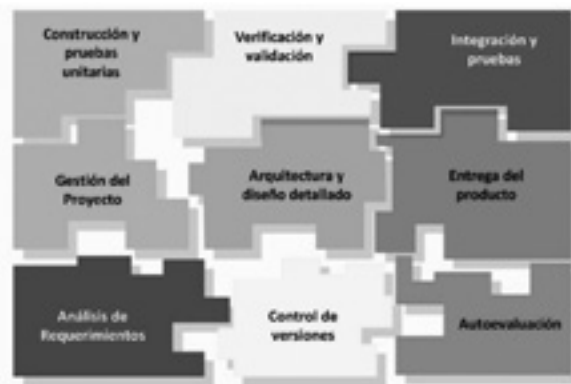 Construcción y
pruebas
unitarias
Verificación y
validación
Integración y
pruebas
Gestión del
Proyecto
Arquitectura y
diseño detallado
Entrega del
producto
Análisis de
Requerimientos
Control de
versiones
Autoevaluación